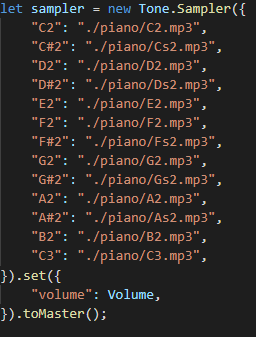 let sampler = new Tone.Sampler({
    "C2": "./piano/C2.mp3",
    "C#2": "./piano/Cs2.mp3",
    "D2": "./piano/D2.mp3",
    "D#2": "./piano/Ds2.mp3",
    "E2": "./piano/E2.mp3",
    "F2": "./piano/F2.mp3",
    "F#2": "./piano/Fs2.mp3",
    "G2": "./piano/G2.mp3",
    "G#2": "./piano/Gs2.mp3",
    "A2": "./piano/A2.mp3",
    "A#2": "./piano/As2.mp3",
    "B2": "./piano/B2.mp3",
    "C3": "./piano/C3.mp3",
}).set({
    "volume": Volume,
}).toMaster();